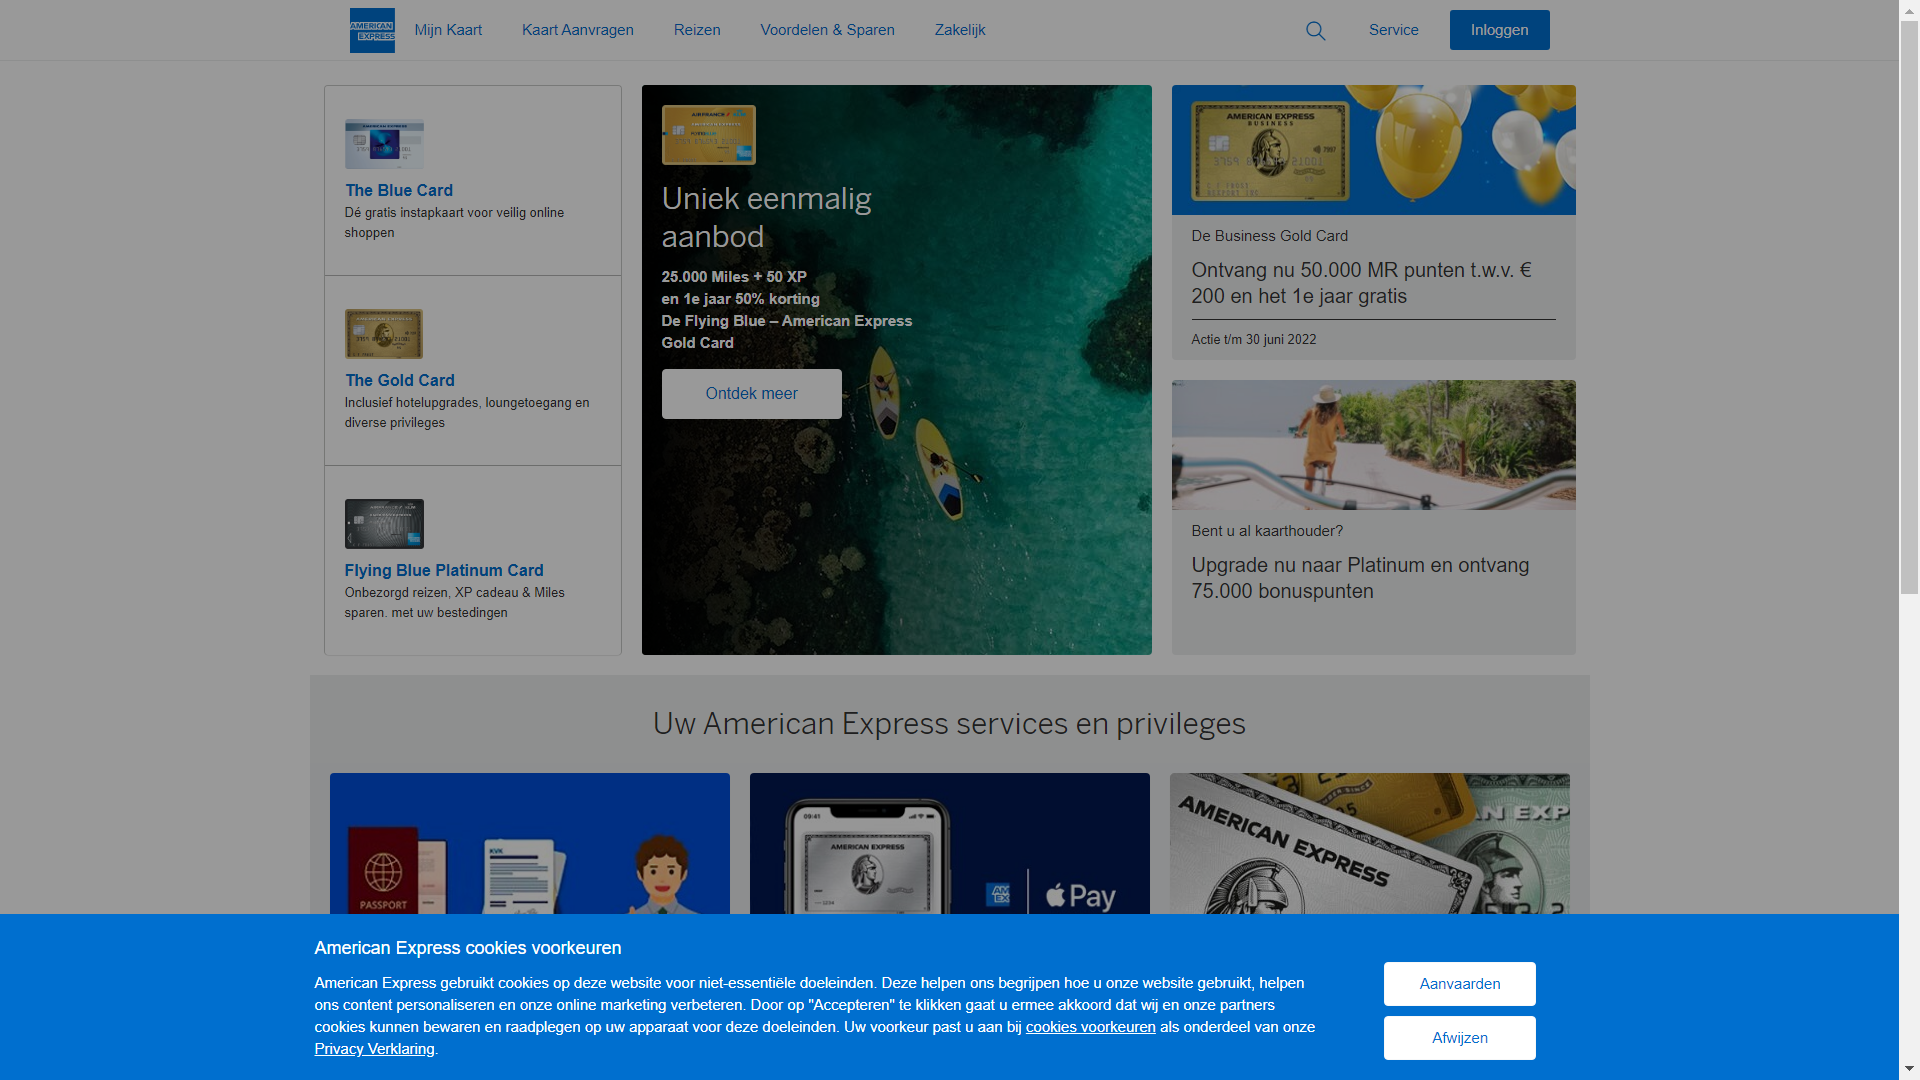 AMERICAN EXPRESS
Mijn Kaart
Kaart Aanvragen
Reizen
Voordelen & Sparen
Zakelijk
Service
Inloggen
The Blue Card
Dé gratis instapkaart voor veilig online
shoppen
The Gold Card
Inclusief hotelupgrades, loungetoegang en
diverse privileges
Flying Blue Platinum Card
Onbezorgd reizen, XP cadeau & Miles
sparen. met uw bestedingen
Uniek eenmalig
aanbod
25.000 Miles + 50 XP
en 1e jaar 50% korting
De Flying Blue – American Express
Gold Card
Ontdek meer
AMERICAN EXPRESS
BUSINESS
De Business Gold Card
Ontvang nu 50.000 MR punten t.w.v. €
200 en het 1e jaar gratis
Actie t/m 30 juni 2022
Bent u al kaarthouder?
Upgrade nu naar Platinum en ontvang
75.000 bonuspunten
Uw American Express services en privileges
PASSPORT
KVK
09:41
AMERICAN EXPRESS
AM
EX
Pay
AMERICAN EXPRESS
AN EXP
American Express cookies voorkeuren
American Express gebruikt cookies op deze website voor niet-essentiële doeleinden. Deze helpen ons begrijpen hoe u onze website gebruikt, helpen
ons content personaliseren en onze online marketing verbeteren. Door op "Accepteren" te klikken gaat u ermee akkoord dat wij en onze partners
cookies kunnen bewaren en raadplegen op uw apparaat voor deze doeleinden. Uw voorkeur past u aan bij cookies voorkeuren als onderdeel van onze
Privacy Verklaring.
Aanvaarden
Afwijzen